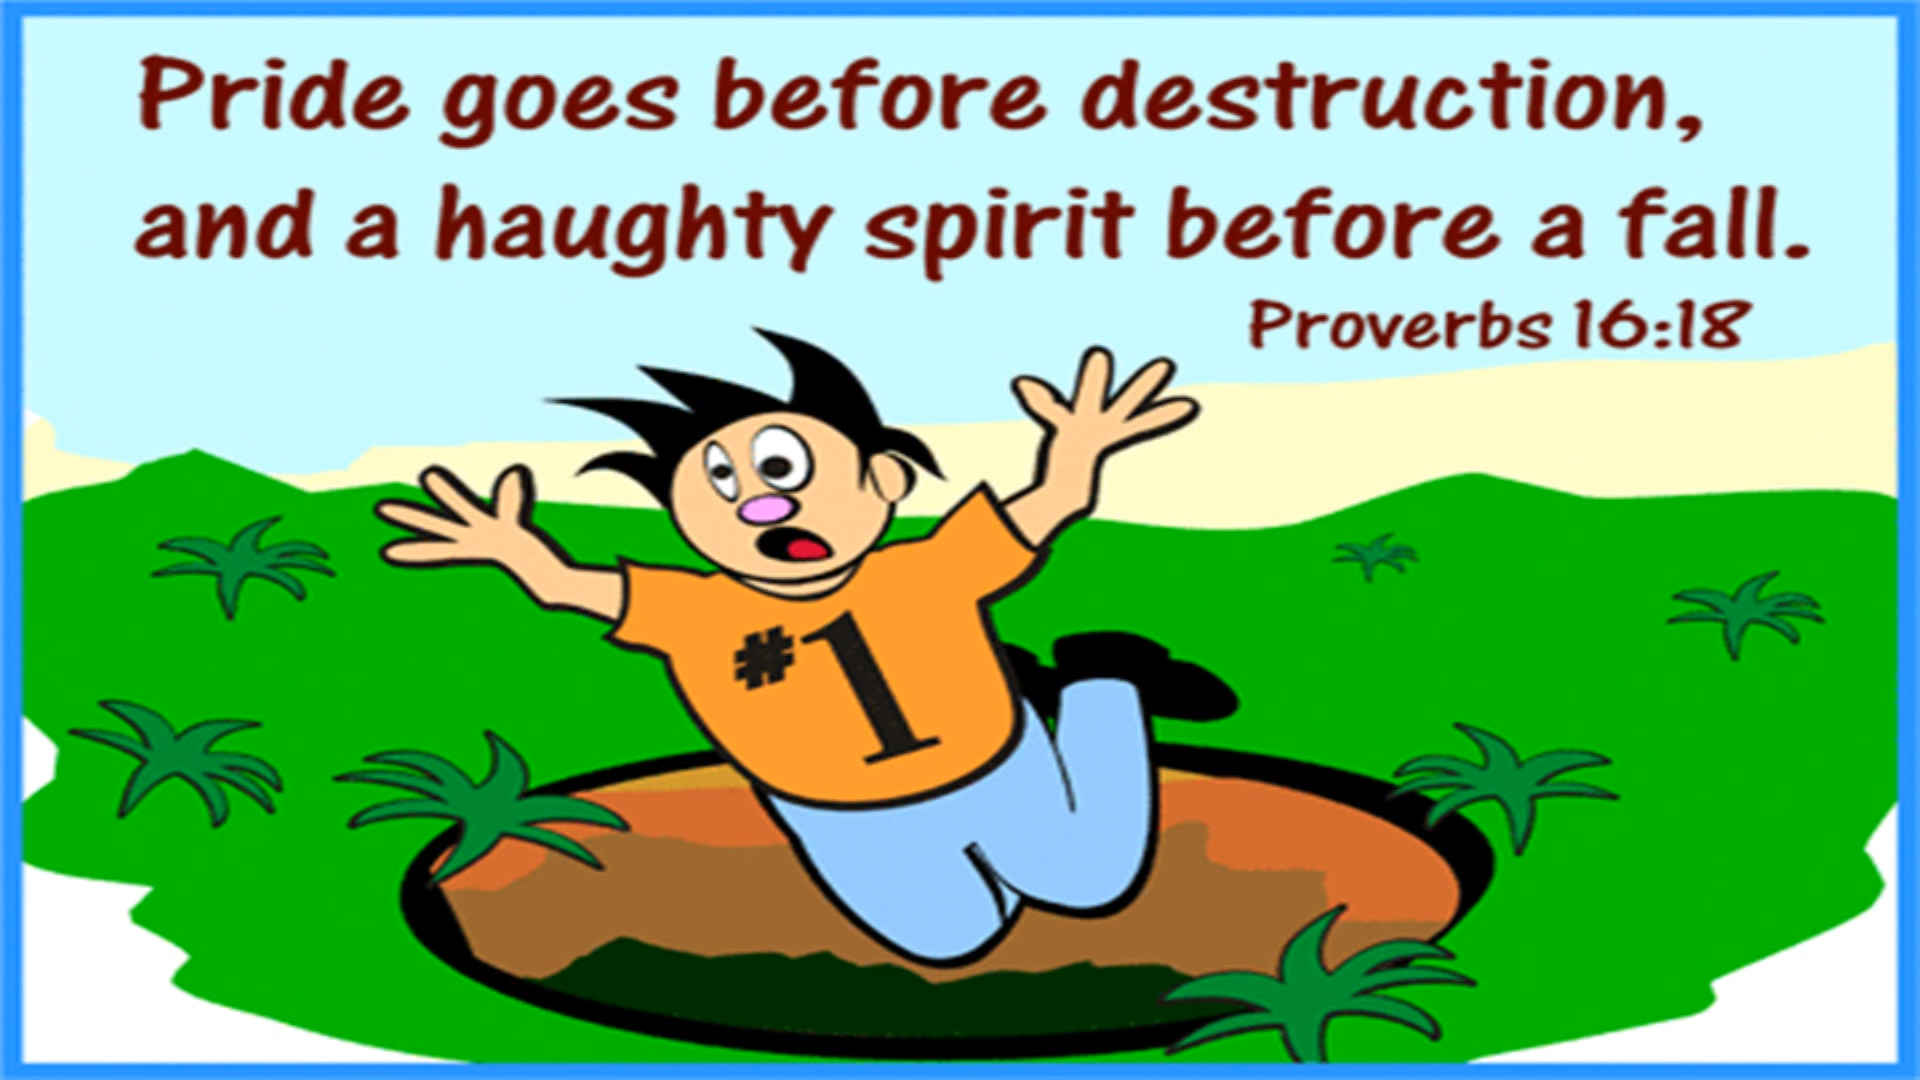 Pride goes before destruction,
and a haughty spirit before a fall.
Proverbs 16:18
#1